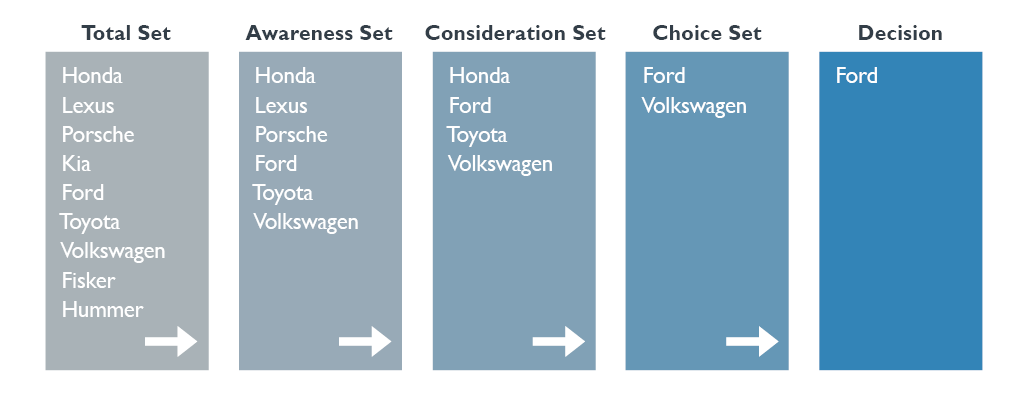 Total Set
Honda
Lexus
Porsche
Kia
Ford
Toyota
Volkswagen
Fisker
Hummer
Awareness Set
Honda
Lexus
Porsche
Ford
Toyota
Volkswagen
Consideration Set
Honda
Ford
Toyota
Volkswagen
Choice Set
Ford
Volkswagen
Decision
Ford